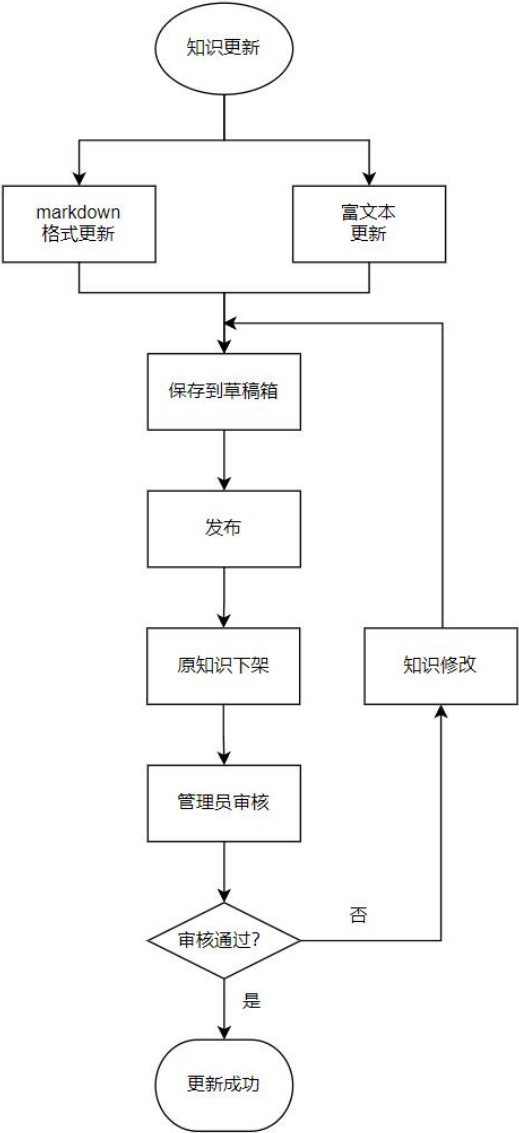 知识更新
markdown
格式更新
富文本
更新
保存到草稿箱
发布
原知识下架
知识修改
管理员审核
审核通过?
否
是
更新成功